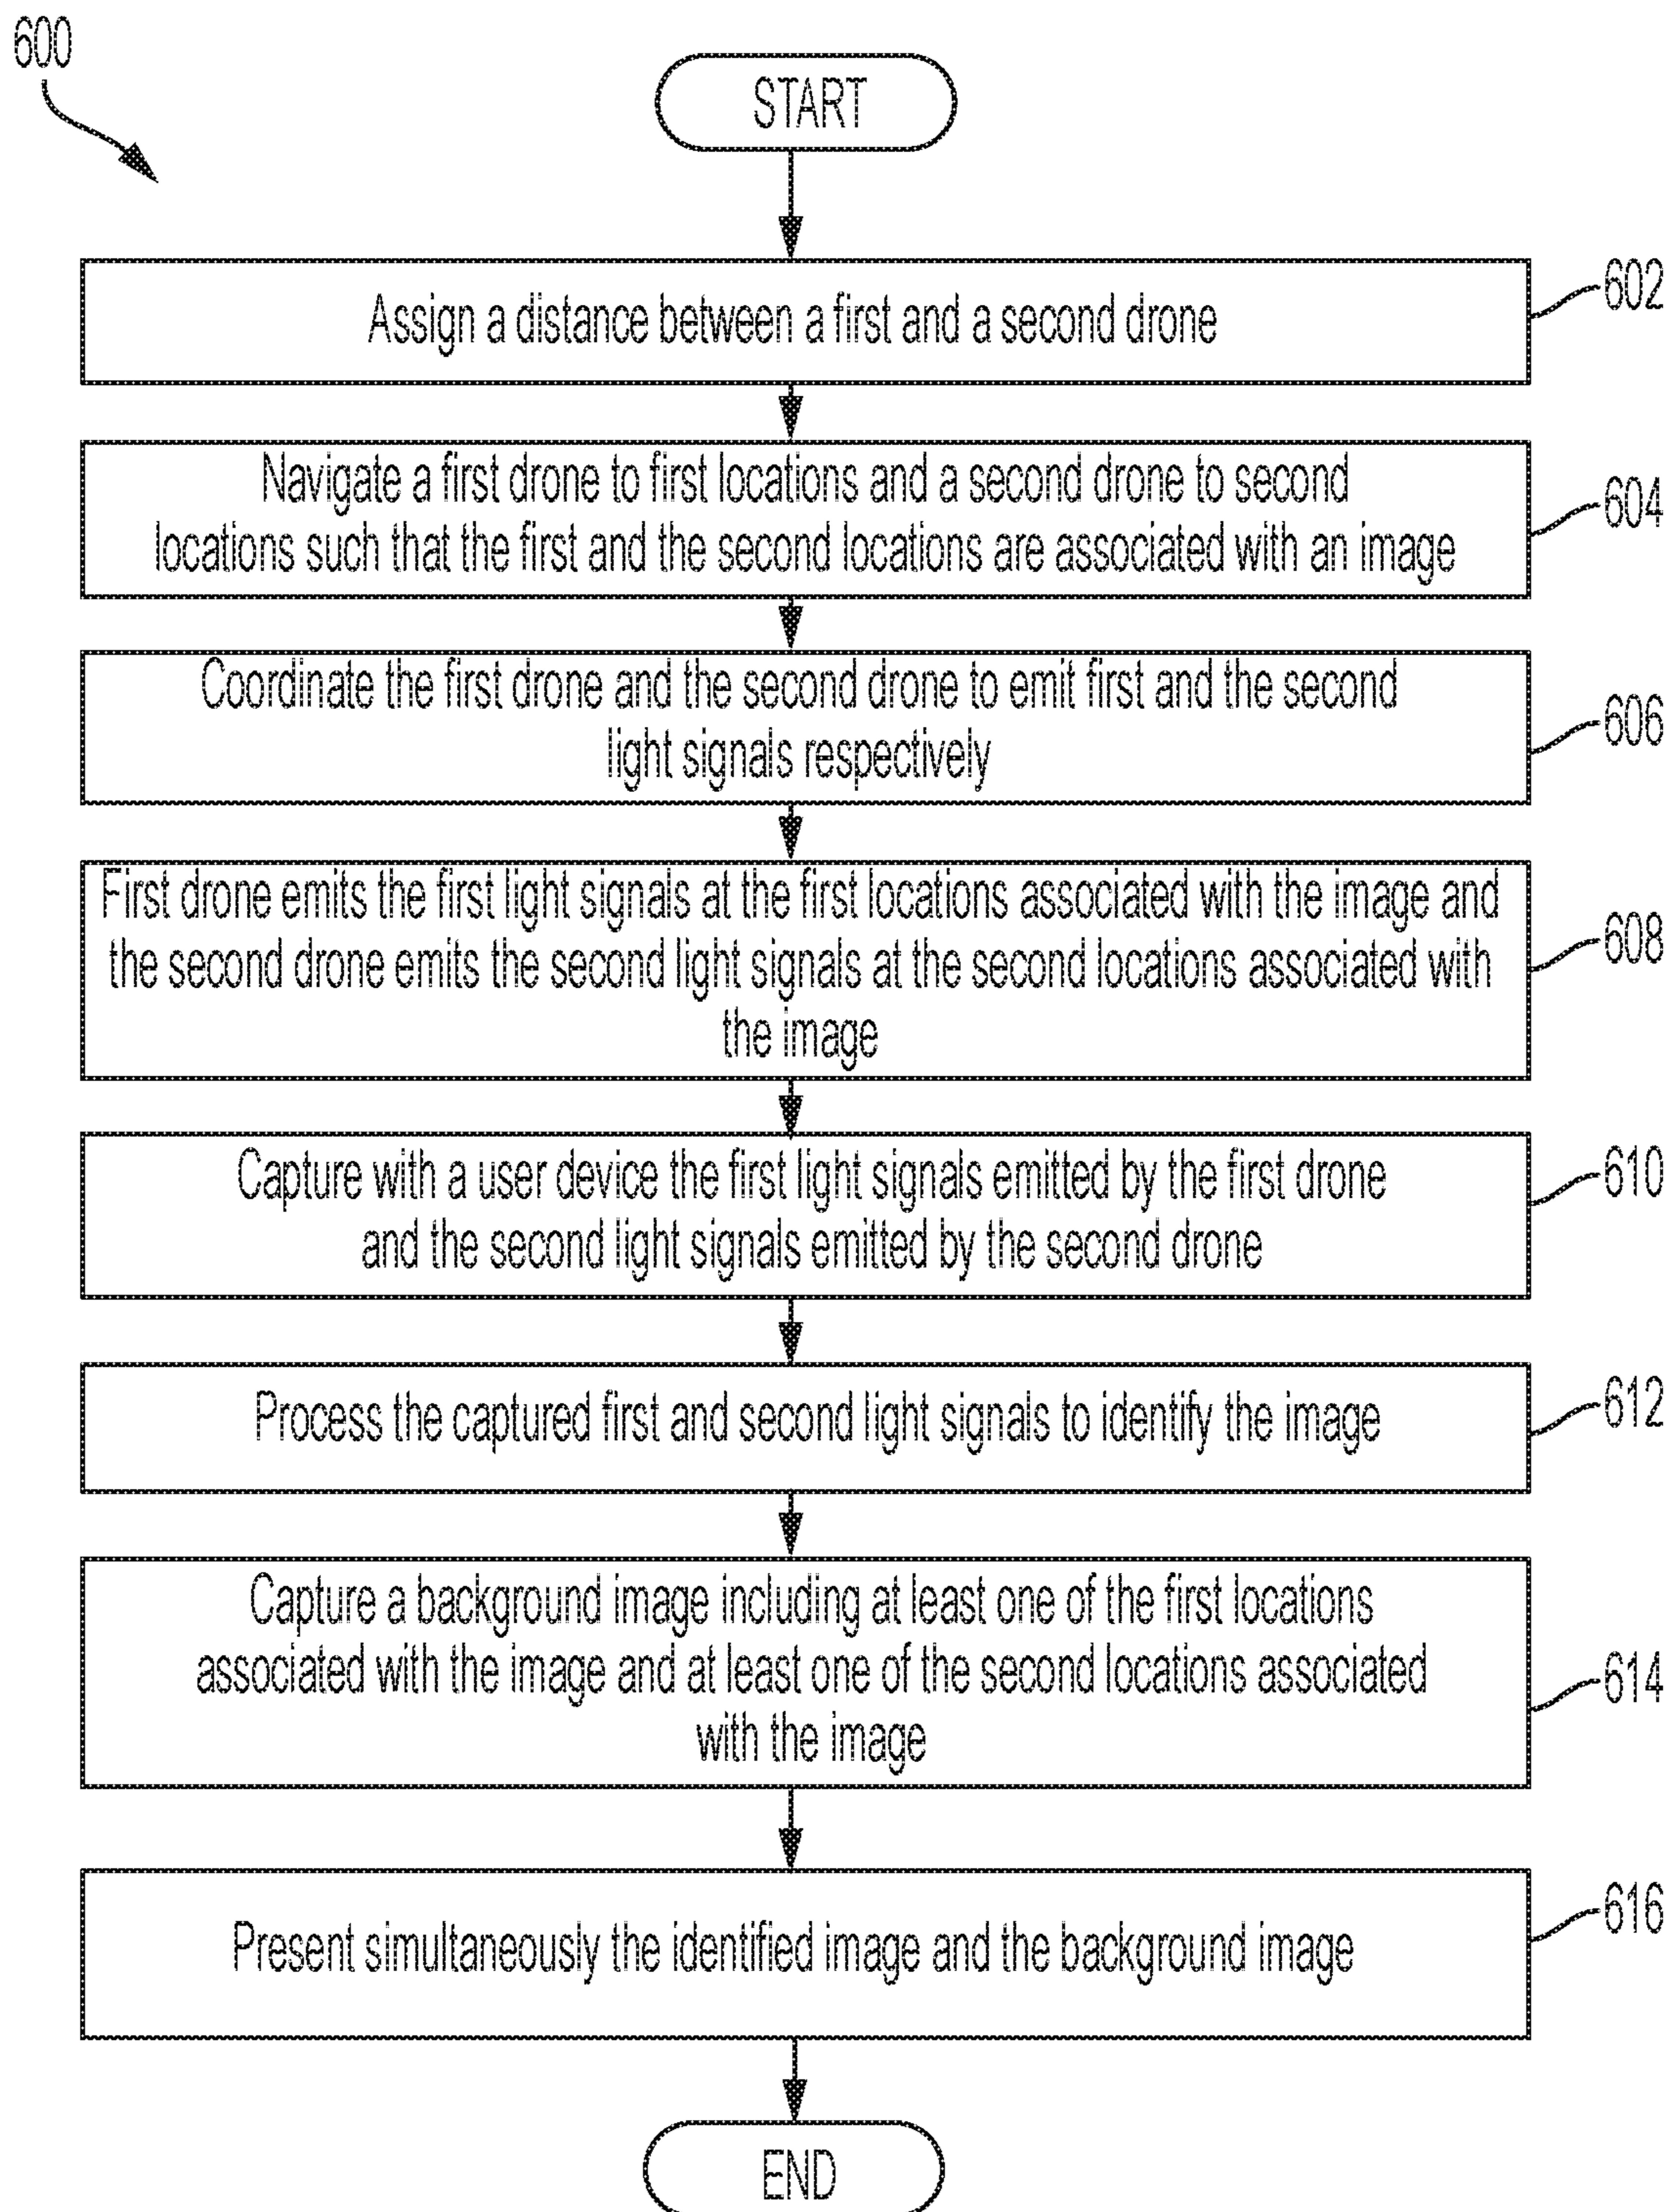 600
START
Assign a distance between a first and a second drone
602
Navigate a first drone to first locations and a second drone to second
locations such that the first and the second locations are associated with an image
604
Coordinate the first drone and the second drone to emit first and the second
light signals respectively
606
First drone emits the first light signals at the first locations associated with the image and
the second drone emits the second light signals at the second locations associated with
the image
608
Capture with a user device the first light signals emitted by the first drone
and the second light signals emitted by the second drone
610
Process the captured first and second light signals to identify the image
612
Capture a background image including at least one of the first locations
associated with the image and at least one of the second locations associated
with the image
614
Present simultaneously the identified image and the background image
616
END